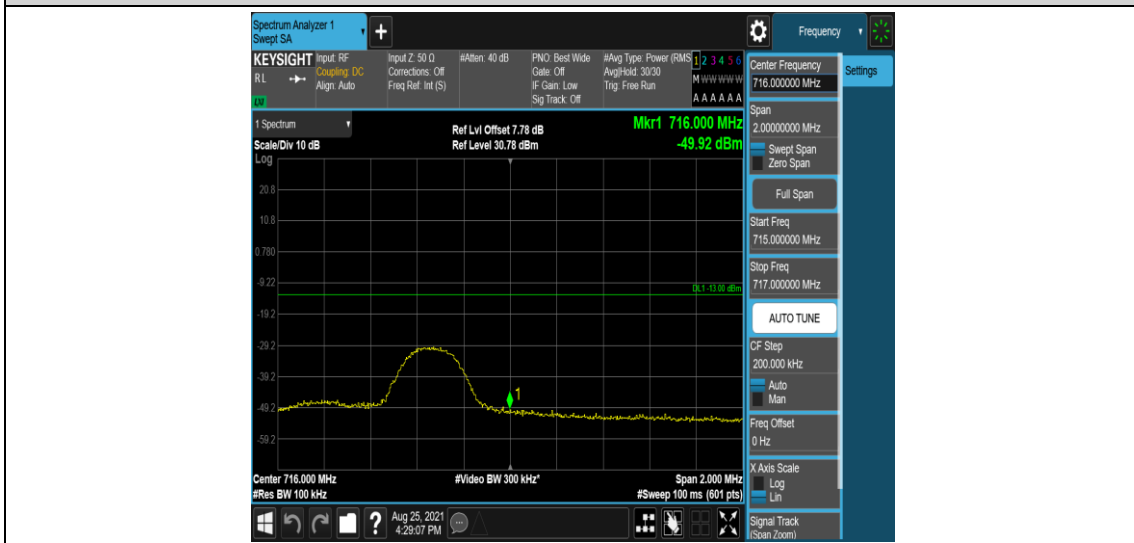 Spectrum Analyzer 1
Swept SA
+
Frequency
KEYSIGHT
RL
Input: RF
Coupling: DC
Align: Auto
Input Z: 50 Ω
Corrections: Off
Freq Ref: Int (S)
#Atten: 40 dB
PNO: Best Wide
Gate: Off
IF Gain: Low
Sig Track: Off
#Avg Type: Power (RMS
Avg|Hold: 30/30
Trig: Free Run
1 2 3 4 5 6
M W W W W W
A A A A A A
1 Spectrum
Scale/Div 10 dB
Log
Ref Lvl Offset 7.78 dB
Ref Level 30.78 dBm
Mkr1 716.000 MHz
-49.92 dBm
20.8
10.8
0.780
-9.22
DL1 -13.00 dBm
-19.2
-29.2
-39.2
1
-49.2
-59.2
Center 716.000 MHz
#Video BW 300 kHz*
Span 2.000 MHz
#Res BW 100 kHz
#Sweep 100 ms (601 pts)
?
Aug 25, 2021
4:29:07 PM
Center Frequency
716.000000 MHz
Settings
Span
2.00000000 MHz
Swept Span
Zero Span
Full Span
Start Freq
715.000000 MHz
Stop Freq
717.000000 MHz
AUTO TUNE
CF Step
200.000 kHz
Auto
Man
Freq Offset
0 Hz
X Axis Scale
Log
Lin
Signal Track
(Span Zoom)